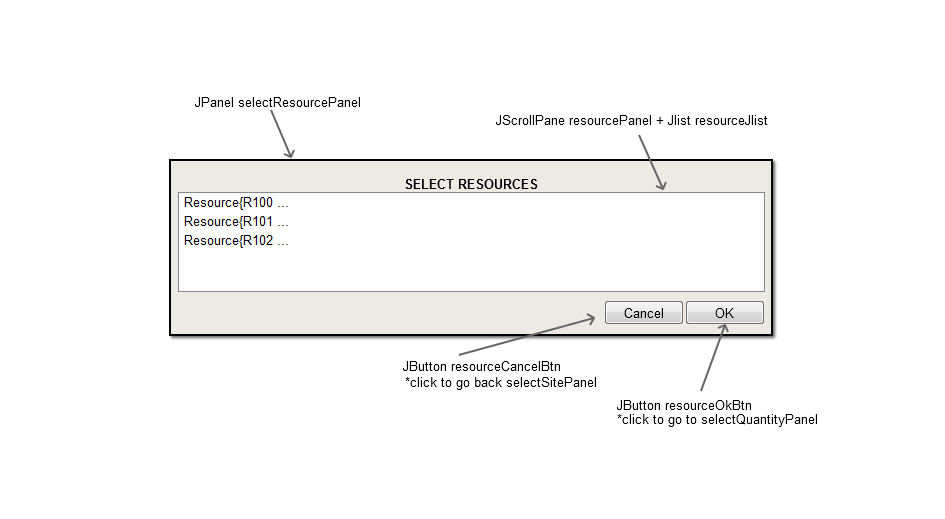 JPanel selectResourcePanel
JScrollPane resourcePanel + Jlist resourceJlist
SELECT RESOURCES
Resource{R100 ...
Resource{R101 ...
Resource{R102 ...
Cancel
OK
JButton resourceCancelBtn
*click to go back selectSitePanel
JButton resourceOkBtn
*click to go to selectQuantityPanel